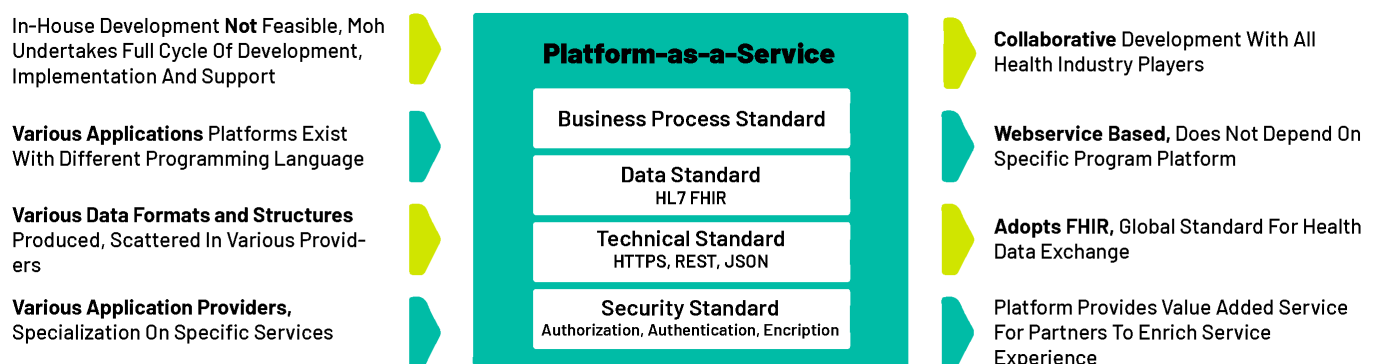 In-House Development Not Feasible, Moh
Undertakes Full Cycle Of Development,
Implementation And Support
Various Applications Platforms Exist
With Different Programming Language
Various Data Formats and Structures
Produced, Scattered In Various Provid-
ers
Various Application Providers,
Specialization On Specific Services
Platform-as-a-Service
Business Process Standard
Data Standard
HL7 FHIR
Technical Standard
HTTPS, REST, JSON
Security Standard
Authorization, Authentication, Encription
Collaborative Development With All
Health Industry Players
Webservice Based, Does Not Depend On
Specific Program Platform
Adopts FHIR, Global Standard For Health
Data Exchange
Platform Provides Value Added Service
For Partners To Enrich Service
Experience